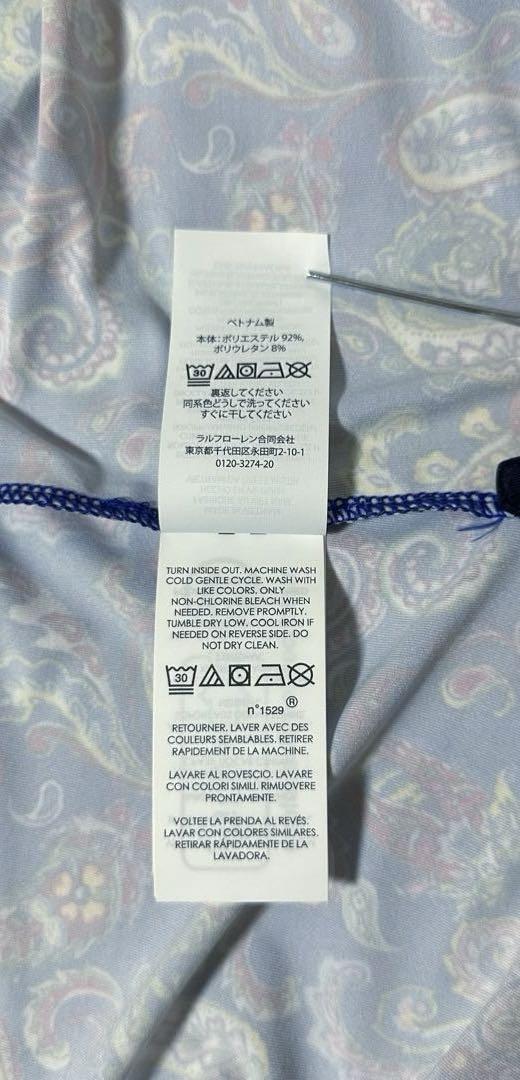 ベトナム製
本体:ポリエステル 92%,
ポリウレタン 8%
30
裏返してください
同系色どうしで洗ってください
すぐに干してください
ラルフローレン合同会社
東京都千代田区永田町2-10-1
0120-3274-20
TURN INSIDE OUT. MACHINE WASH
COLD GENTLE CYCLE. WASH WITH
LIKE COLORS. ONLY
NON-CHLORINE BLEACH WHEN
NEEDED. REMOVE PROMPTLY.
TUMBLE DRY LOW. COOL IRON IF
NEEDED ON REVERSE SIDE. DO
NOT DRY CLEAN.
30
n°1529 ®
RETOURNER. LAVER AVEC DES
COULEURS SEMBLABLES. RETIRER
RAPIDEMENT DE LA MACHINE.
LAVARE AL ROVESCIO. LAVARE
CON COLORI SIMILI. RIMUOVERE
PRONTAMENTE.
VOLTEE LA PRENDA AL REVÉS.
LAVAR CON COLORES SIMILARES.
RETIRAR RÁPIDAMENTE DE LA
LAVADORA.